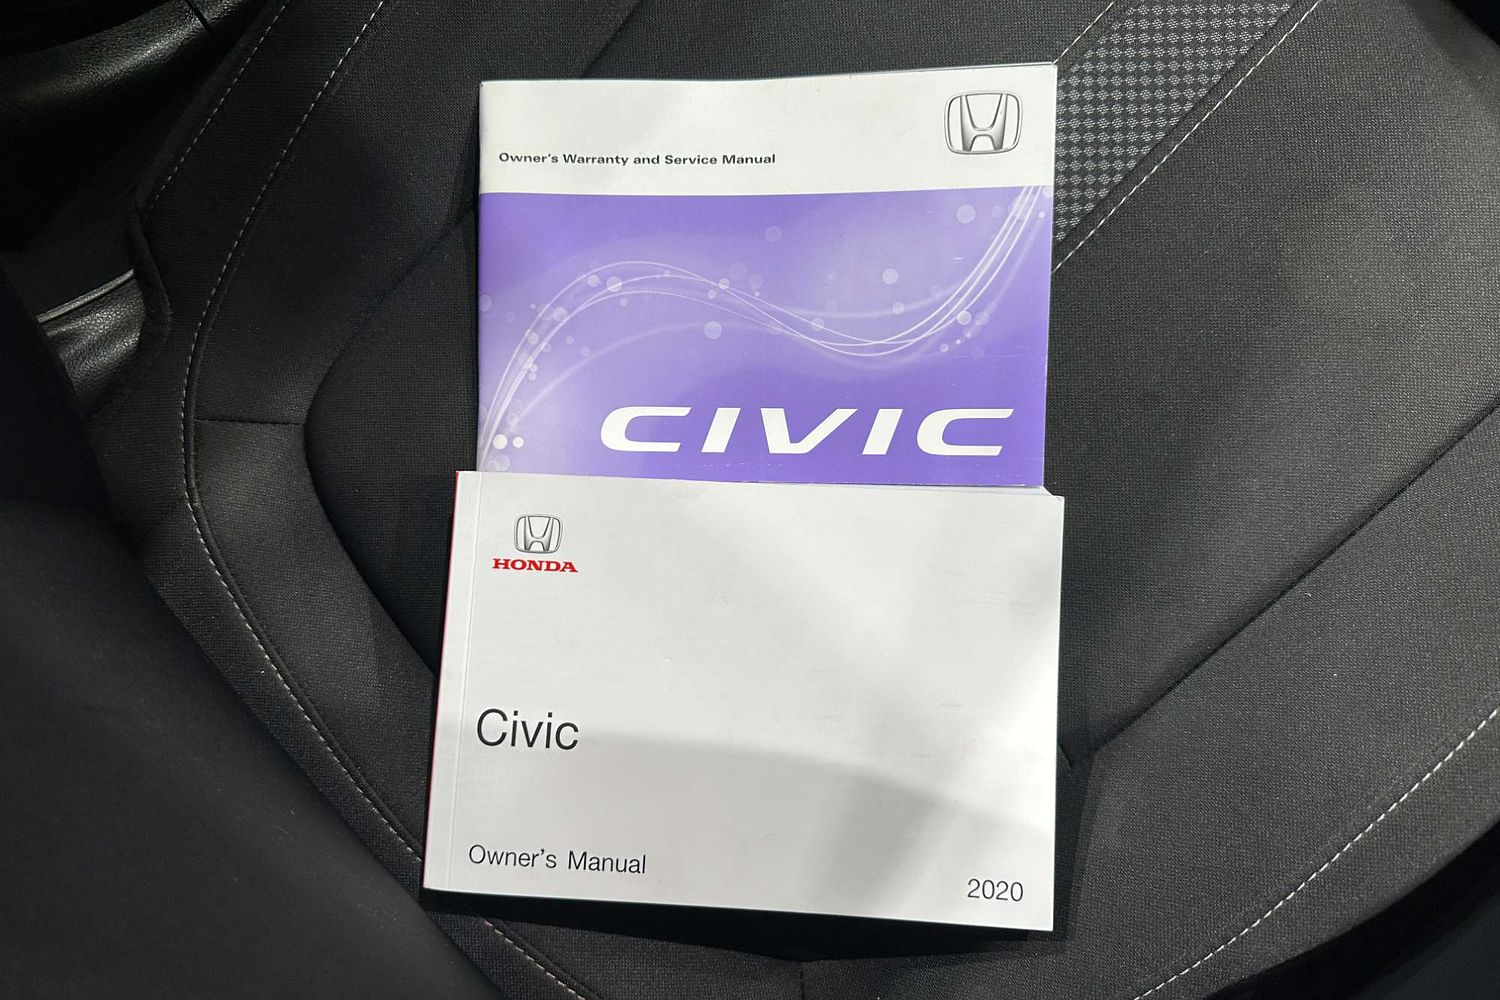 Owner's Warranty and Service Manual
CIVIC
HONDA
Civic
Owner's Manual
2020